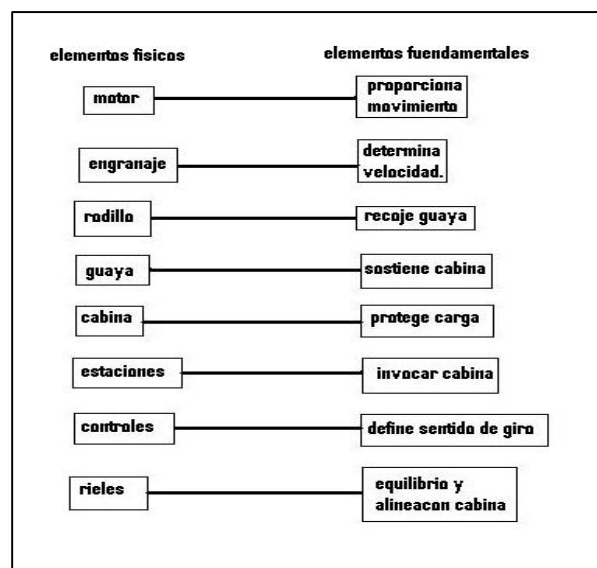 elementos fisicos
elementos fuendamentales
motor
proporciona
movimiento
engranaje
determina
velocidad.
rodillo
recoje guaya
guaya
sostiene cabina
cabina
protege carga
estaciones
invocar cabina
controles
define sentido de giro
rieles
equilibrio y
alineacon cabina